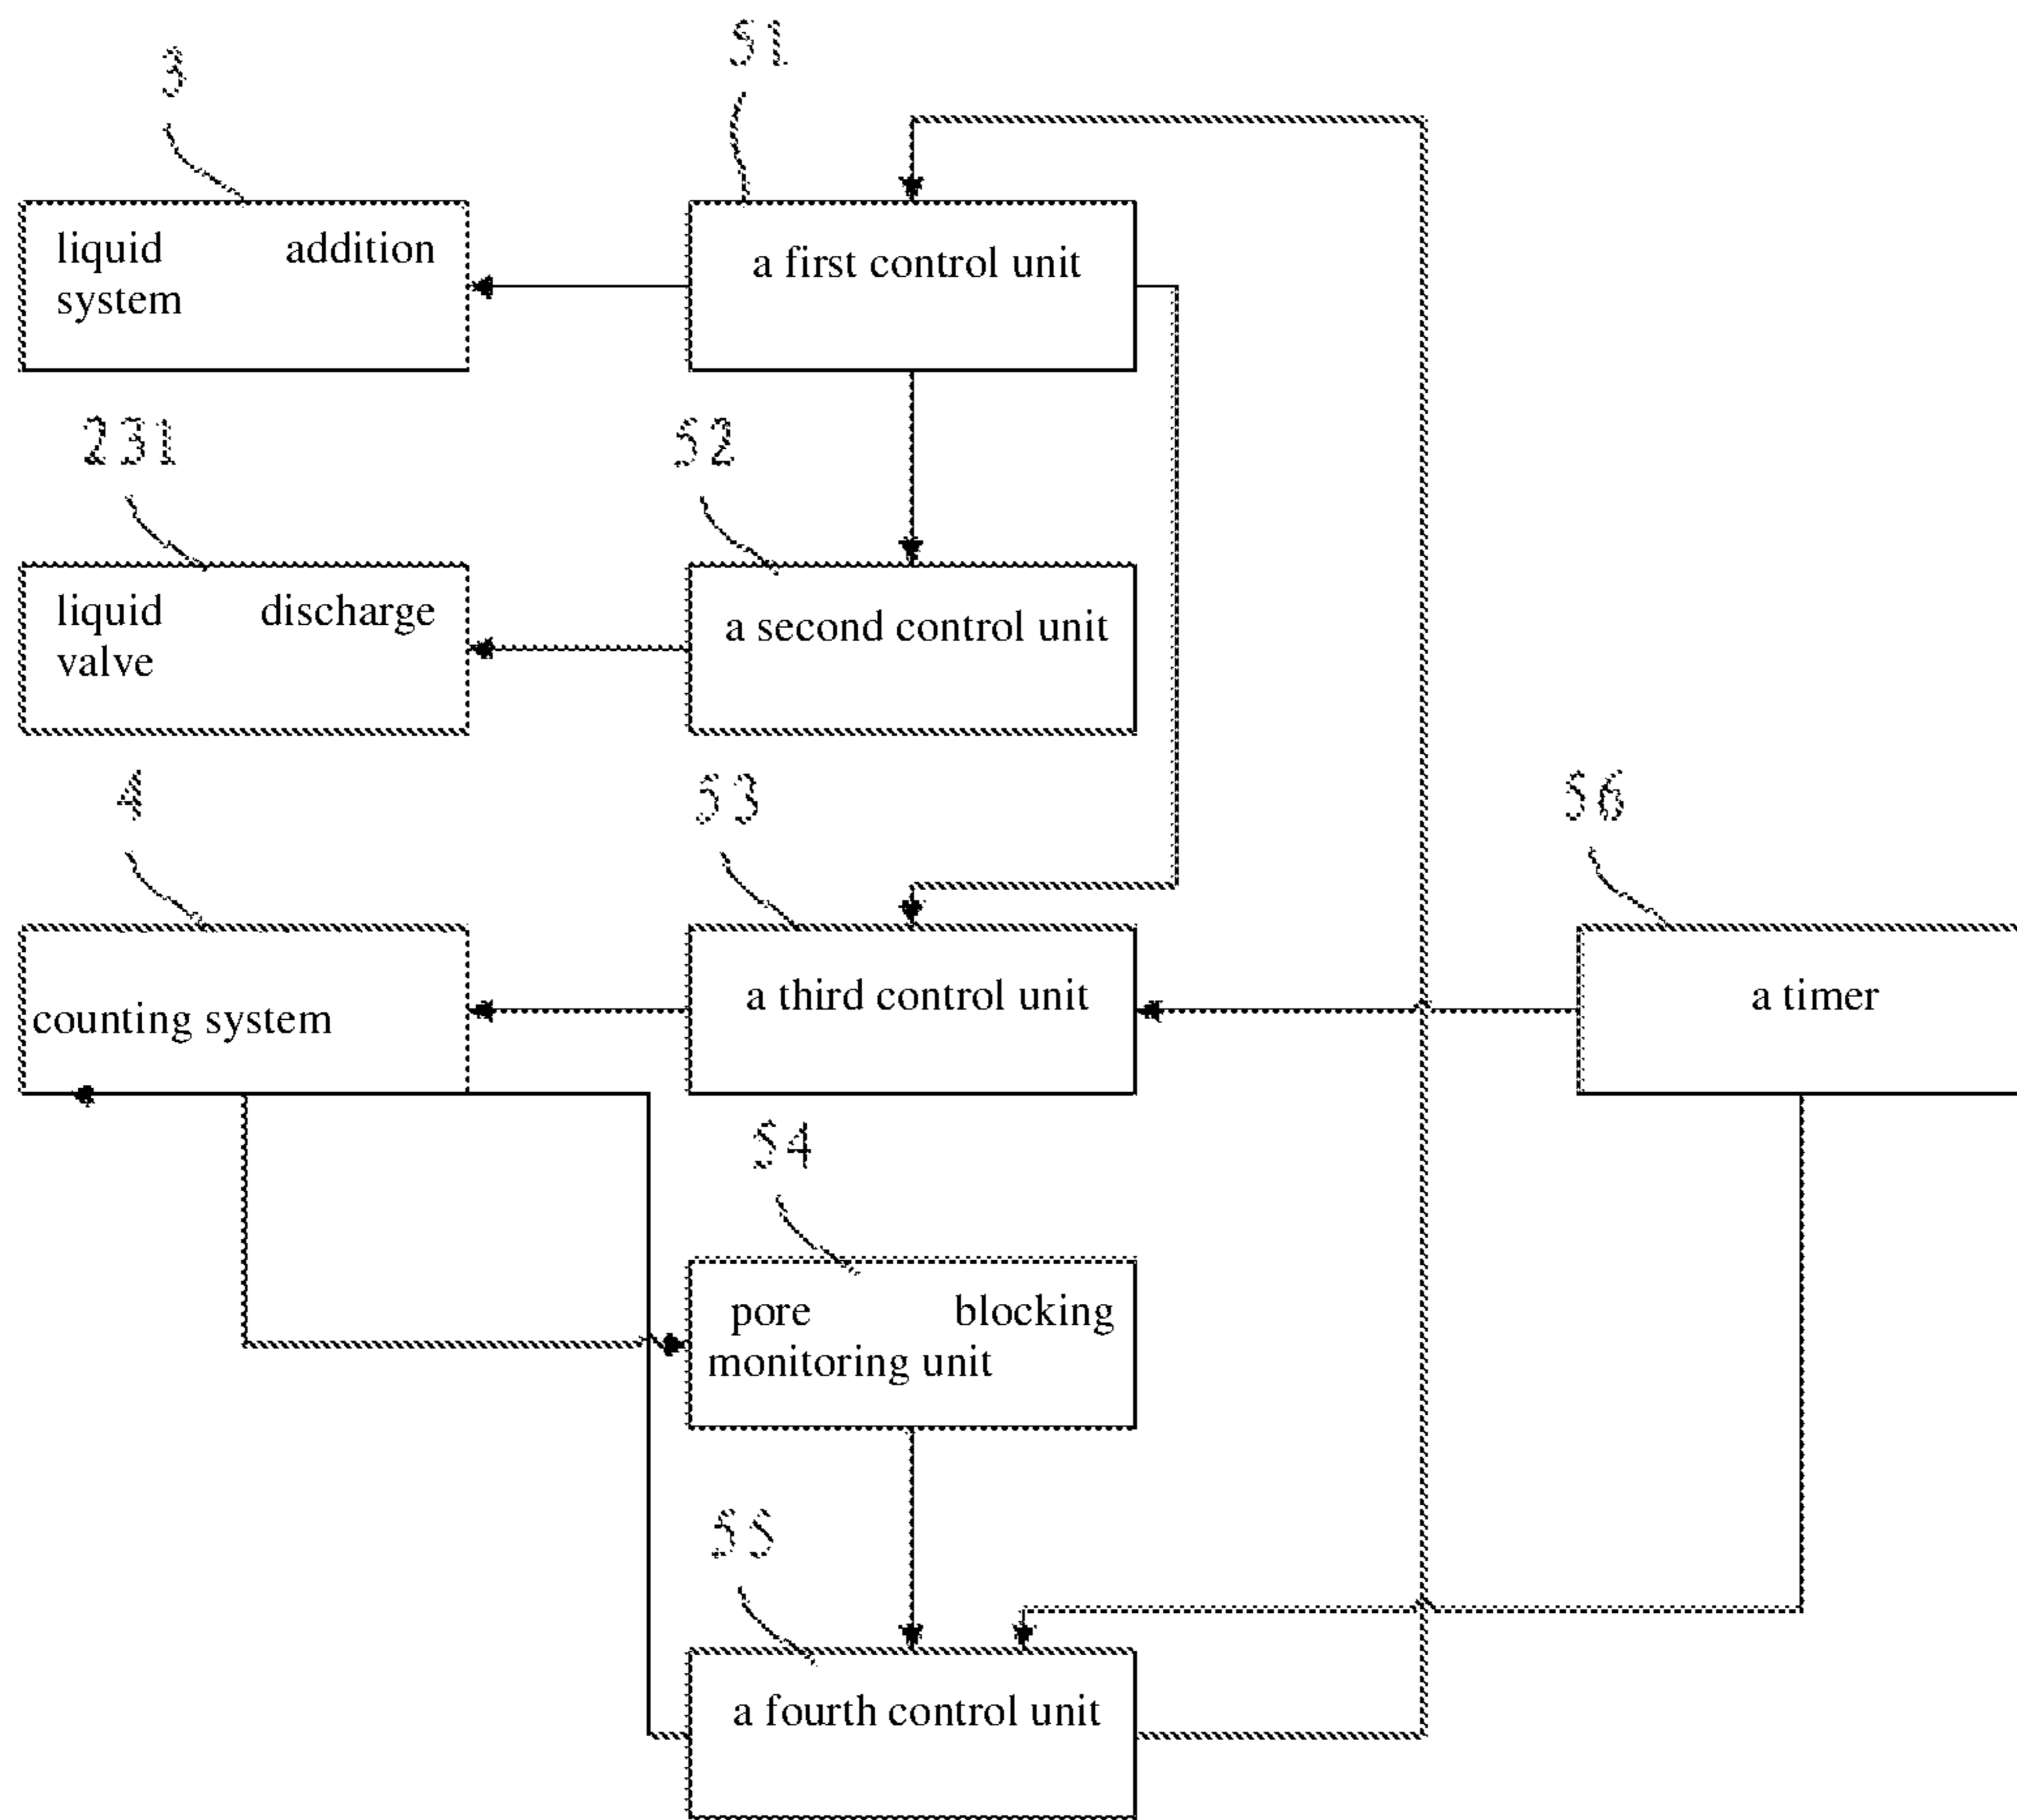 51
3
a first control unit
liquid addition
system
231
52
a second control unit
liquid discharge
valve
4
53
56
a third control unit
a timer
counting system
54
pore blocking
monitoring unit
55
a fourth control unit